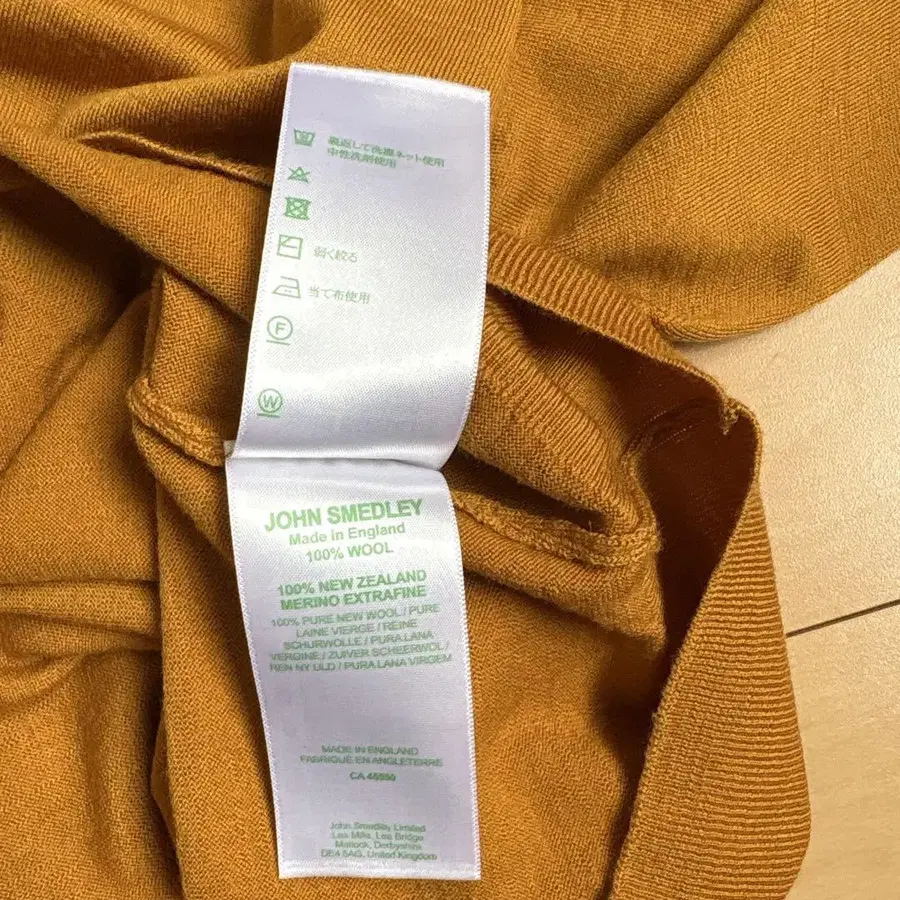 裏返して洗濯ネット使用
中性洗剤使用
弱く絞る
当て布使用
F
W
JOHN SMEDLEY
Made in England
100% WOOL
100% NEW ZEALAND
MERINO EXTRAFINE
100% PURE NEW WOOL / PURE
LAINE VIERGE / REINE
SCHURWOLLE / PURA LANA
VERGINE / ZUIVER SCHEERWOL /
REN NY ULD / PURA LANA VIRGEM
MADE IN ENGLAND
FABRIQUE EN ANGLETERRE
CA
John Smedley Limited
Lea Mills, Lea Bridge
Matlock, Derbyshire
DE4 5AG, United Kingdom